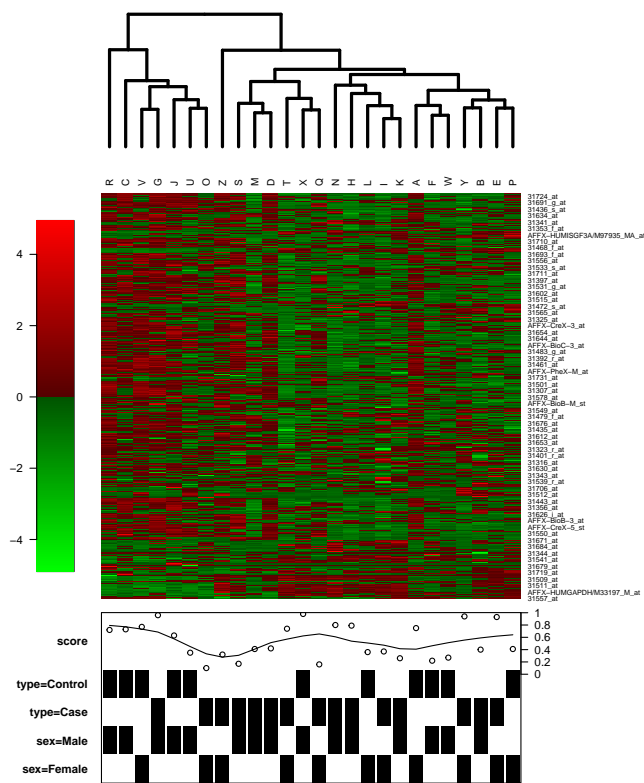 R C V G J U O Z S M D T X Q N H L I K A F W Y B E P
31724_at
31691_g_at
31436_s_at
31634_at
31341_at
31353_f_at
AFFX−HUMISGF3A/M97935_MA_at
31710_at
31468_f_at
31693_f_at
31556_at
31533_s_at
31711_at
31397_at
31531_g_at
31602_at
31515_at
31472_s_at
31565_at
31325_at
AFFX−CreX−3_at
31654_at
31644_at
AFFX−BioC−3_at
31483_g_at
31392_r_at
31461_at
AFFX−PheX−M_at
31731_at
31501_at
31307_at
31578_at
AFFX−BioB−M_st
31549_at
31479_f_at
31676_at
31435_at
31612_at
31653_at
31323_r_at
31401_r_at
31316_at
31630_at
31343_at
31539_r_at
31706_at
31512_at
31443_at
31356_at
31626_i_at
AFFX−BioB−3_at
AFFX−CreX−5_st
31550_at
31671_at
31684_at
31344_at
31541_at
31679_at
31719_at
31509_at
31511_at
AFFX−HUMGAPDH/M33197_M_at
31557_at
4
2
0
−2
−4
score
1
0.8
0.6
0.4
0.2
0
type=Control
type=Case
sex=Male
sex=Female